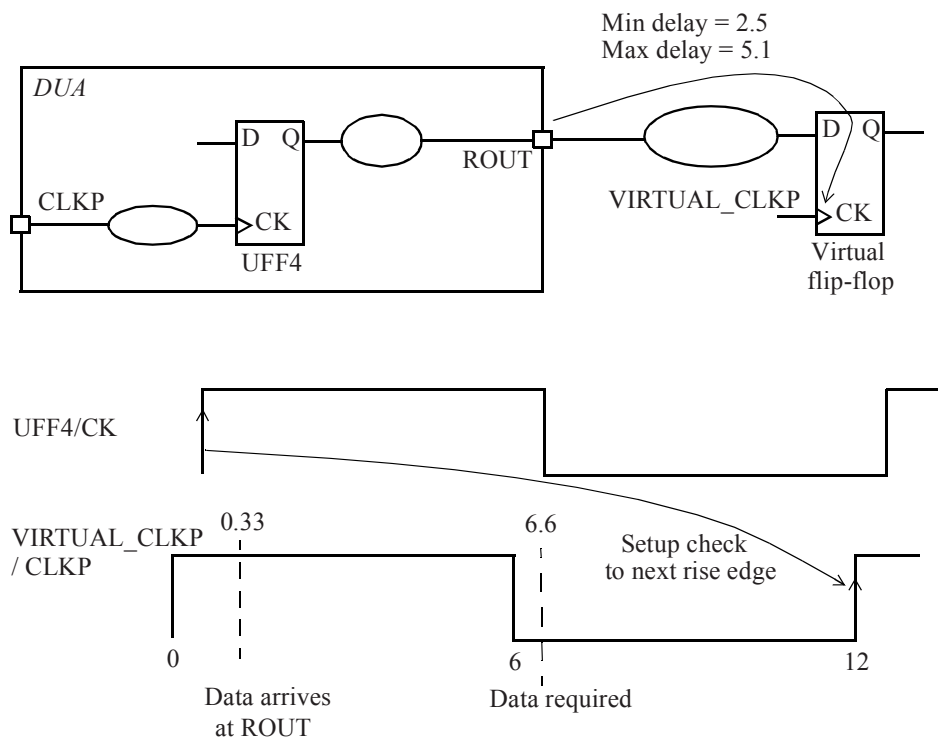 Min delay = 2.5
Max delay = 5.1
DUA
D Q
ROUT
D Q
CLKP
VIRTUAL_CLKP
CK
CK
UFF4
Virtual
flip-flop
UFF4/CK
0.33
6.6
VIRTUAL_CLKP
/ CLKP
Setup check
to next rise edge
0
6
12
Data arrives
at ROUT
Data required